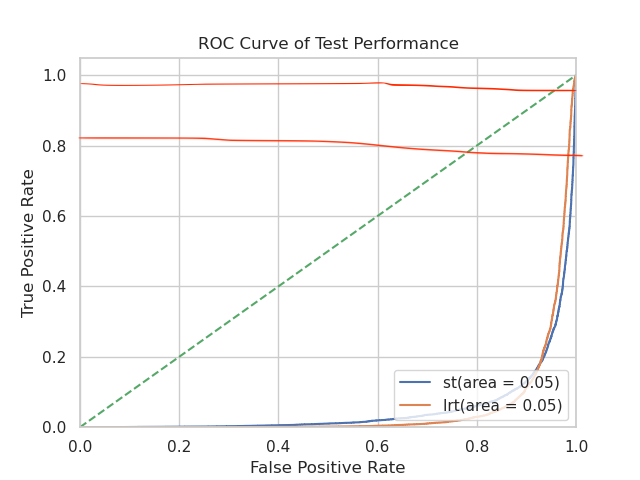 ROC Curve of Test Performance
True Positive Rate
1.0
0.8
0.6
0.4
0.2
0.0
st(area = 0.05)
lrt(area = 0.05)
0.0 0.2 0.4 0.6 0.8 1.0
False Positive Rate